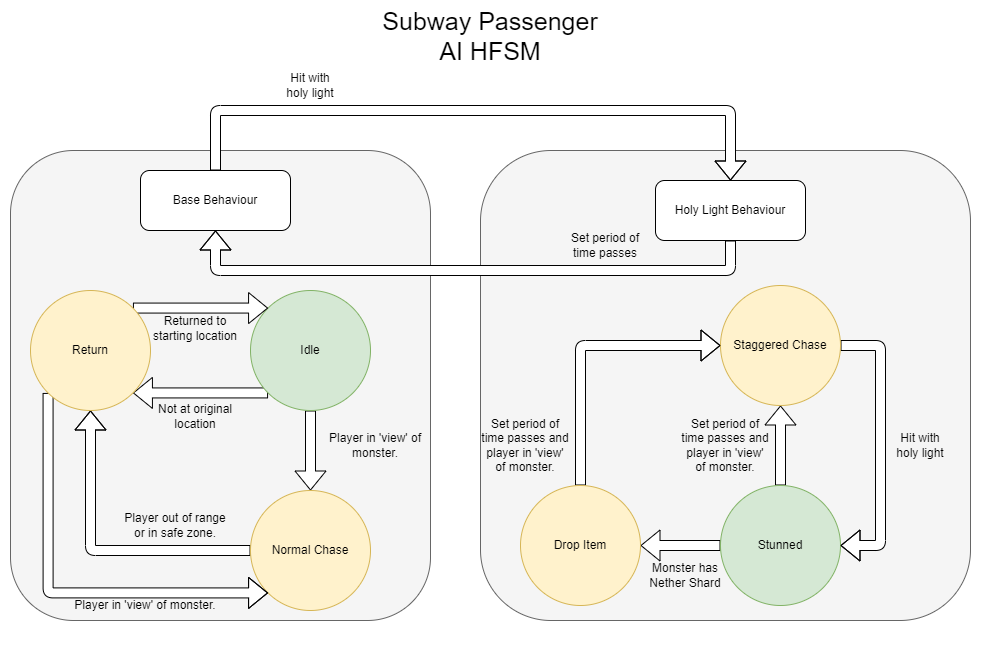 Subway Passenger
AI HFSM
Hit with
holy light
Base Behaviour
Holy Light Behaviour
Set period of
time passes
Return
Returned to
starting location
Idle
Not at original
location
Player in 'view' of
monster.
Player out of range
or in safe zone.
Normal Chase
Player in 'view' of monster.
Staggered Chase
Set period of
time passes and
player in 'view'
of monster.
Set period of
time passes and
player in 'view'
of monster.
Hit with
holy light
Drop Item
Stunned
Monster has
Nether Shard